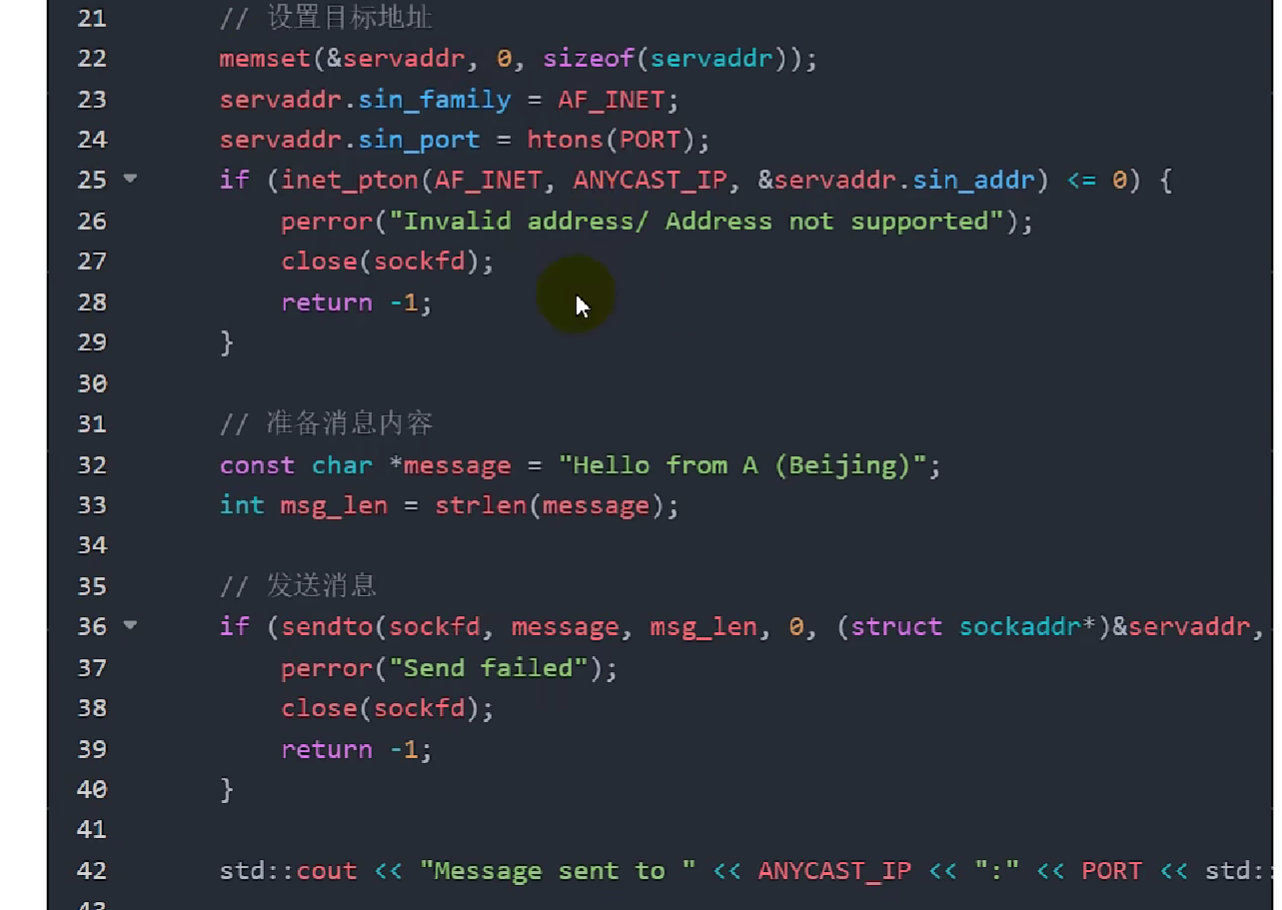 21 // 设置目标地址
22 memset(&servaddr, 0, sizeof(servaddr));
23 servaddr.sin_family = AF_INET;
24 servaddr.sin_port = htons(PORT);
25 if (inet_pton(AF_INET, ANYCAST_IP, &servaddr.sin_addr) <= 0) {
26 perror("Invalid address/ Address not supported");
27 close(sockfd);
28 return -1;
29 }
30
31 // 准备消息内容
32 const char *message = "Hello from A (Beijing)";
33 int msg_len = strlen(message);
34
35 // 发送消息
36 if (sendto(sockfd, message, msg_len, 0, (struct sockaddr*)&servaddr,
37 perror("Send failed");
38 close(sockfd);
39 return -1;
40 }
41
42 std::cout << "Message sent to " << ANYCAST_IP << ":" << PORT << std:
43